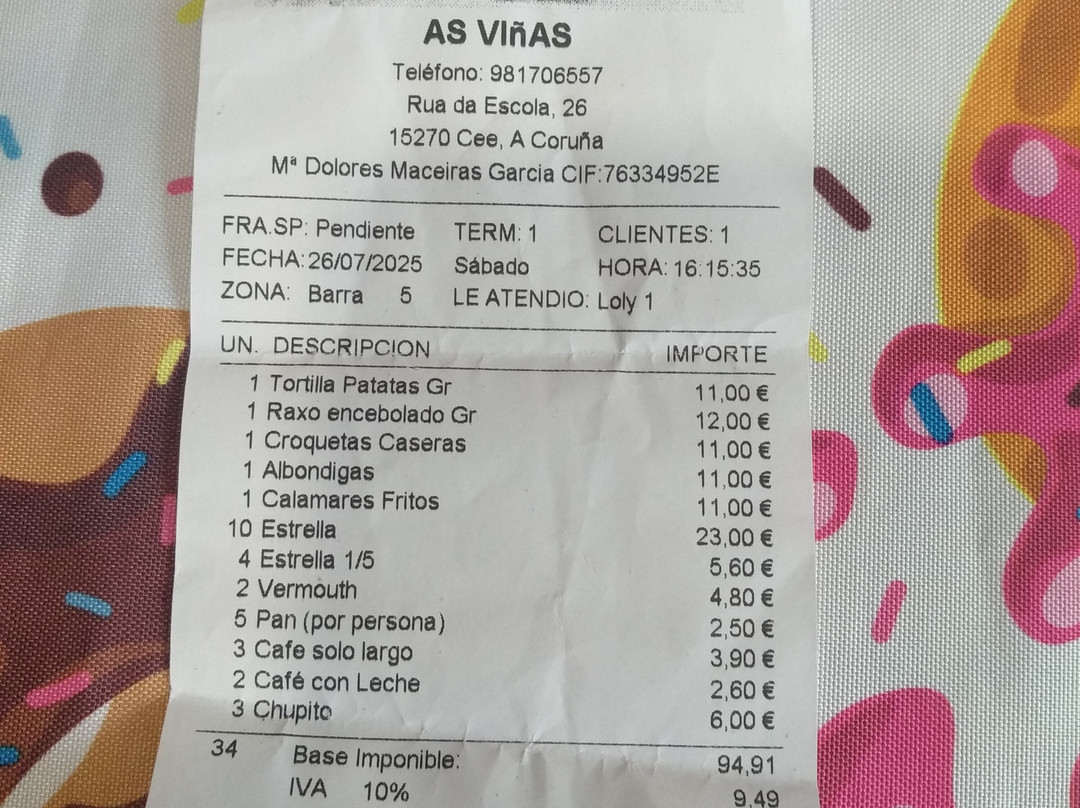 AS VIñAS
Teléfono: 981706557
Rua da Escola, 26
15270 Cee, A Coruña
Mª Dolores Maceiras Garcia CIF:76334952E
FRA.SP: Pendiente TERM: 1 CLIENTES: 1
FECHA: 26/07/2025 Sábado HORA: 16:15:35
ZONA: Barra 5 LE ATENDIO: Loly 1
UN. DESCRIPCION IMPORTE
1 Tortilla Patatas Gr 11,00 €
1 Raxo encebolado Gr 12,00 €
1 Croquetas Caseras 11,00 €
1 Albondigas 11,00 €
1 Calamares Fritos 11,00 €
10 Estrella 23,00 €
4 Estrella 1/5 5,60 €
2 Vermouth 4,80 €
5 Pan (por persona) 2,50 €
3 Cafe solo largo 3,90 €
2 Café con Leche 2,60 €
3 Chupito 6,00 €
34 Base Imponible: 94,91
IVA 10% 9,49